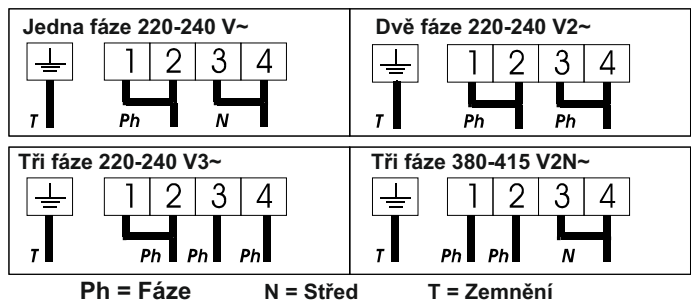 Jedna fáze 220-240 V~
1 2 3 4
T Ph N
Dvě fáze 220-240 V2~
1 2 3 4
T Ph Ph
Tři fáze 220-240 V3~
1 2 3 4
T Ph Ph Ph
Tři fáze 380-415 V2N~
1 2 3 4
T Ph Ph N
Ph = Fáze N = Střed T = Zemnění